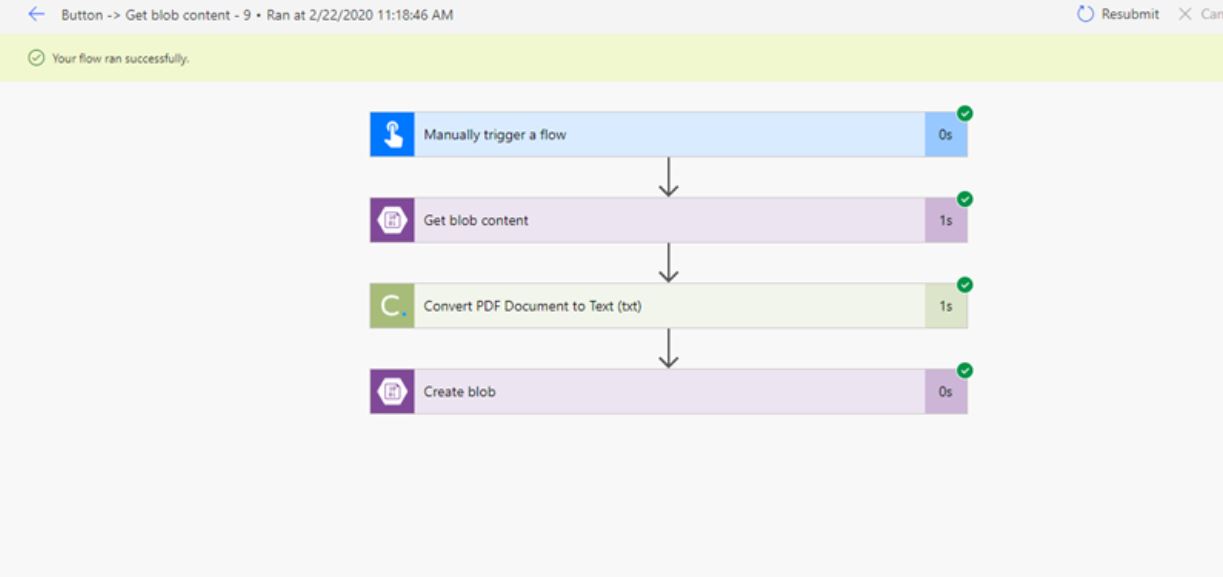 Button -> Get blob content - 9 • Ran at 2/22/2020 11:18:46 AM
Resubmit
Can
Your flow ran successfully.
Manually trigger a flow
0s
Get blob content
1s
C. Convert PDF Document to Text (txt)
1s
Create blob
0s